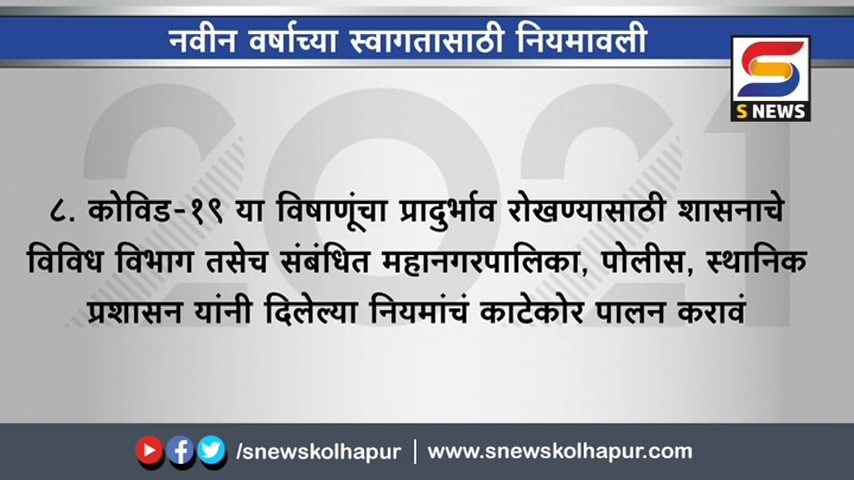 नवीन वर्षाच्या स्वागतासाठी नियमावली
S NEWS
2021
८. कोविड-१९ या विषाणूंचा प्रादुर्भाव रोखण्यासाठी शासनाचे
विविध विभाग तसेच संबंधित महानगरपालिका, पोलीस, स्थानिक
प्रशासन यांनी दिलेल्या नियमांचं काटेकोर पालन करावं
/snewskolhapur | www.snewskolhapur.com